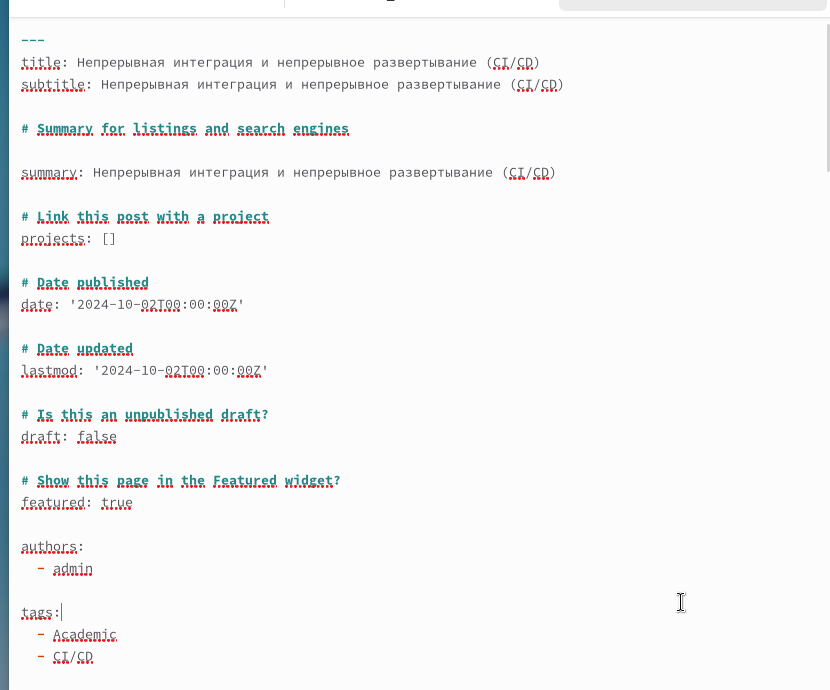 ---
title: Непрерывная интеграция и непрерывное развертывание (CI/CD)
subtitle: Непрерывная интеграция и непрерывное развертывание (CI/CD)
# Summary for listings and search engines
summary: Непрерывная интеграция и непрерывное развертывание (CI/CD)
# Link this post with a project
projects: []
# Date published
date: '2024-10-02T00:00:00Z'
# Date updated
lastmod: '2024-10-02T00:00:00Z'
# Is this an unpublished draft?
draft: false
# Show this page in the Featured widget?
featured: true
authors:
  - admin
tags:
  - Academic
  - CI/CD